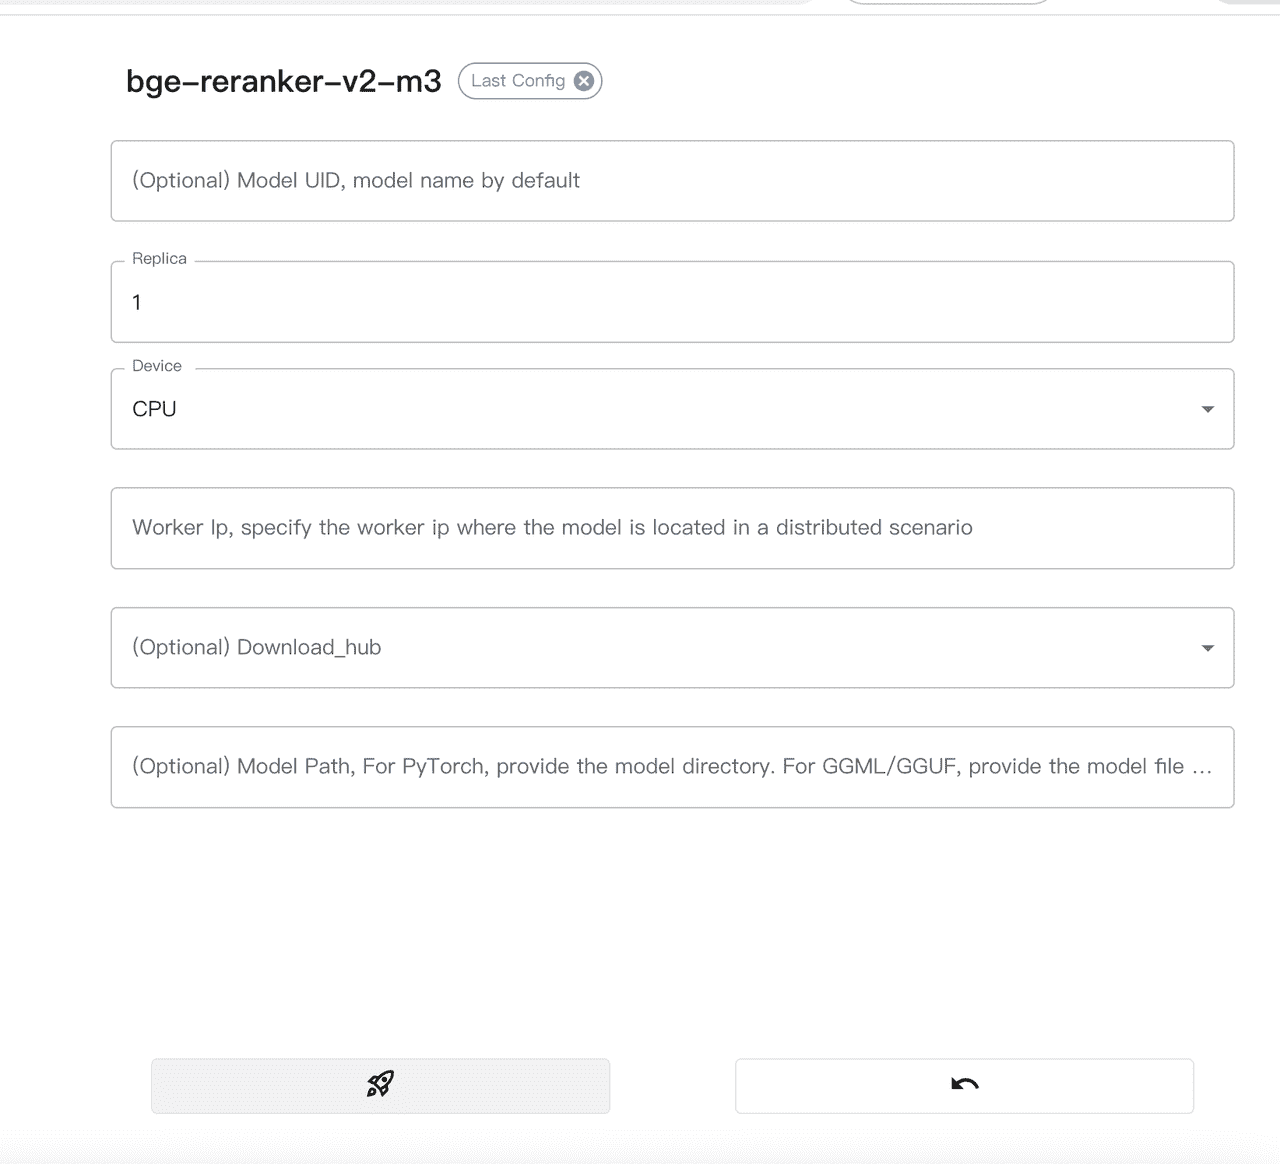 bge-reranker-v2-m3 Last Config
(Optional) Model UID, model name by default
Replica
1
Device
CPU
Worker Ip, specify the worker ip where the model is located in a distributed scenario
(Optional) Download_hub
(Optional) Model Path, For PyTorch, provide the model directory. For GGML/GGUF, provide the model file ...